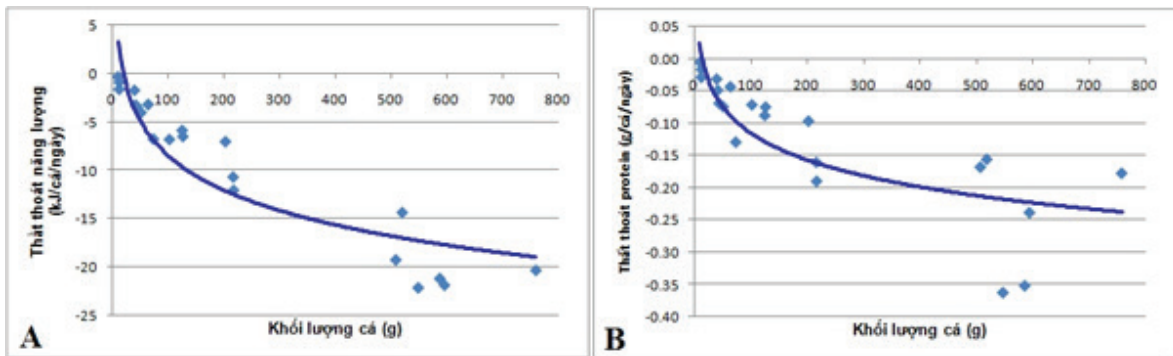 5
0
-5
-10
-15
-20
-25
0 100 200 300 400 500 600 700 800
Thất thoát năng lượng
(kJ/cá/ngày)
Khối lượng cá (g)
A
0.05
0.00
-0.05
-0.10
-0.15
-0.20
-0.25
-0.30
-0.35
-0.40
0 100 200 300 400 500 600 700 800
Thất thoát protein (g/cá/ngày)
Khối lượng cá (g)
B